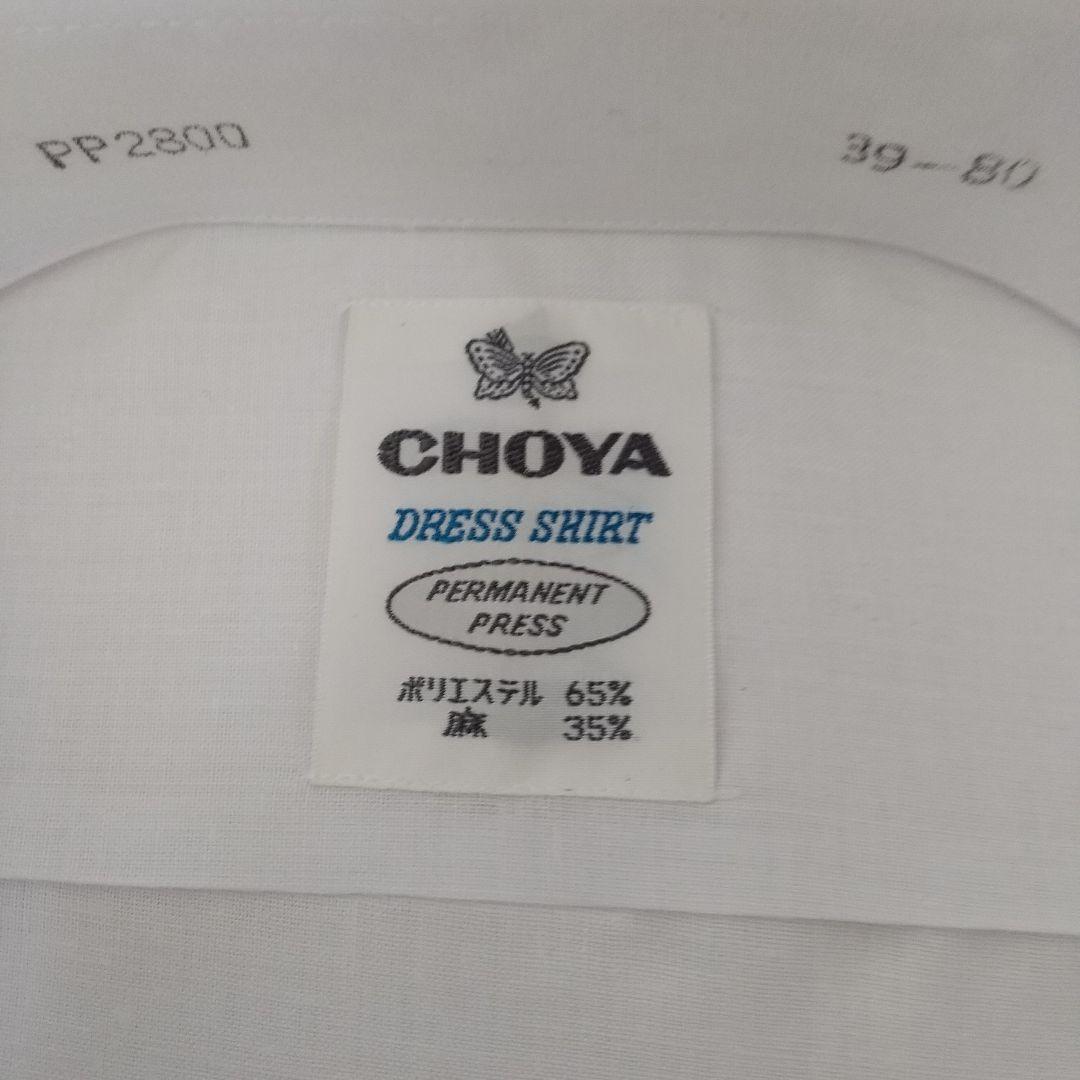 PP2800
39-80
CHOYA
DRESS SHIRT
PERMANENT
PRESS
ポリエステル 65%
麻 35%